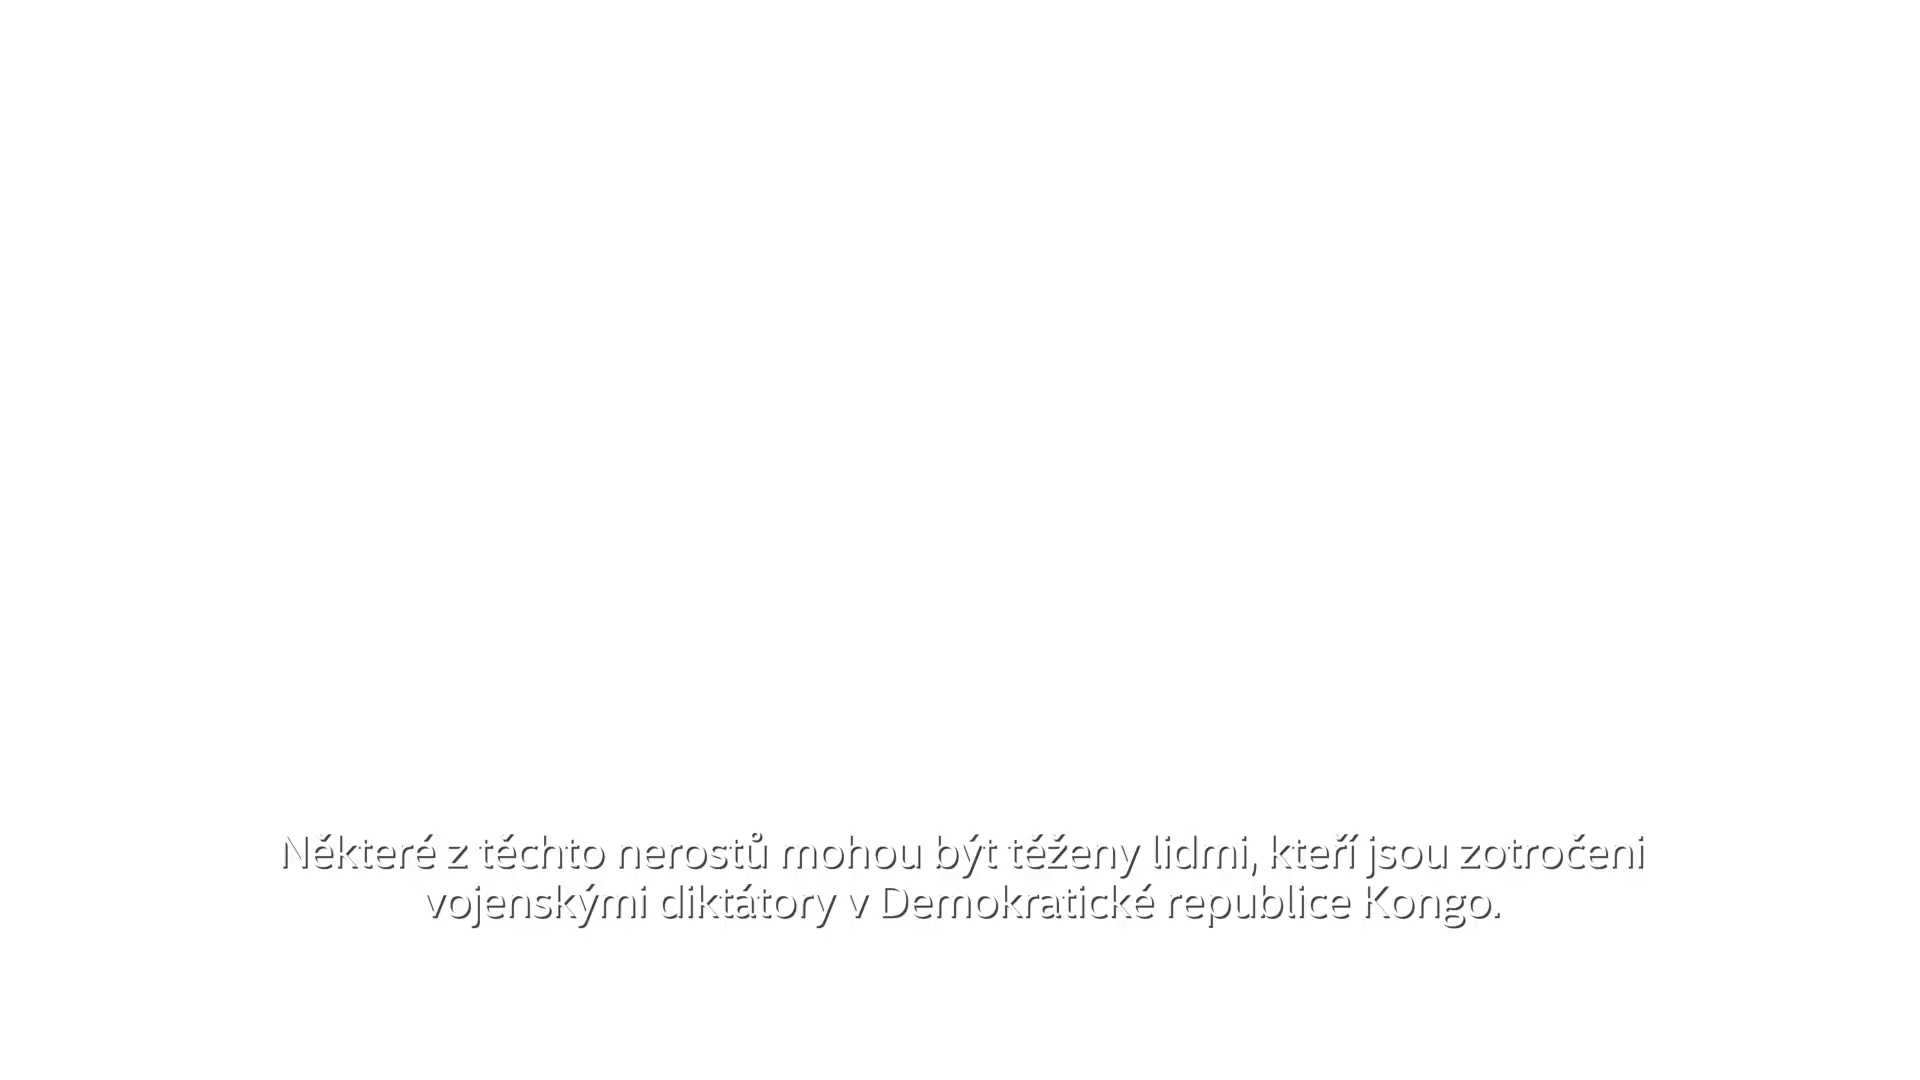 Některé z těchto nerostů mohou být těženy lidmi, kteří jsou zotročeni
vojenskými diktátory v Demokratické republice Kongo.